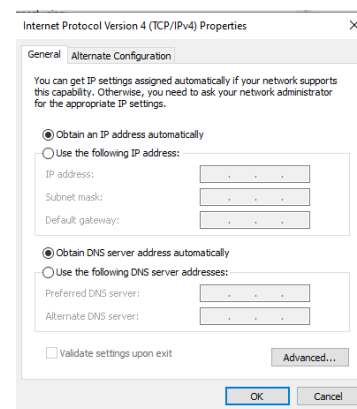 Internet Protocol Version 4 (TCP/IPv4) Properties
General
Alternate Configuration
You can get IP settings assigned automatically if your network supports
this capability. Otherwise, you need to ask your network administrator
for the appropriate IP settings.
Obtain an IP address automatically
Use the following IP address:
IP address:
Subnet mask:
Default gateway:
Obtain DNS server address automatically
Use the following DNS server addresses:
Preferred DNS server:
Alternate DNS server:
Validate settings upon exit
Advanced...
OK
Cancel